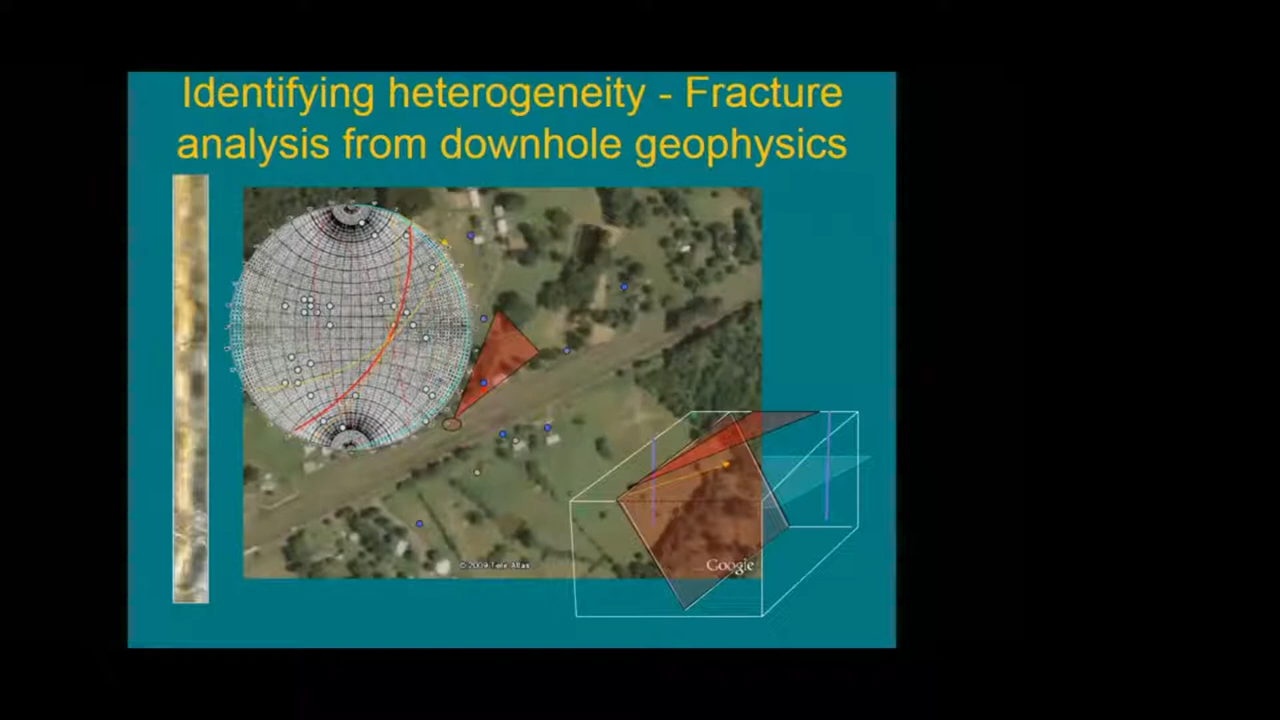 Identifying heterogeneity - Fracture
analysis from downhole geophysics
© 2009 Tele Atlas
Google